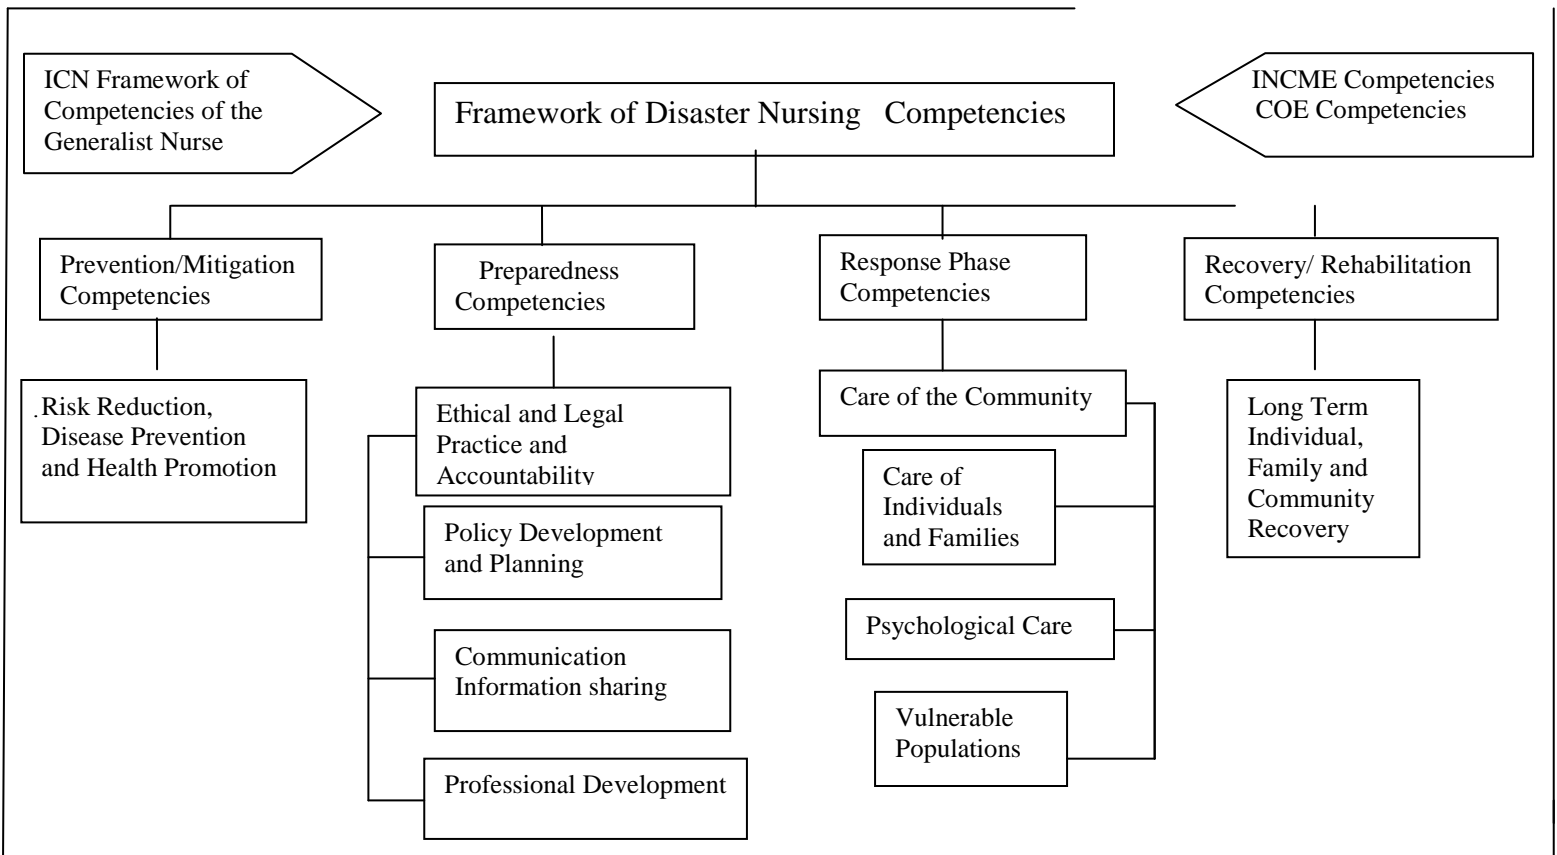 ICN Framework of
Competencies of the
Generalist Nurse
Framework of Disaster Nursing Competencies
INCME Competencies
COE Competencies
Prevention/Mitigation
Competencies
Preparedness
Competencies
Response Phase
Competencies
Recovery/ Rehabilitation
Competencies
.Risk Reduction,
Disease Prevention
and Health Promotion
Ethical and Legal
Practice and
Accountability
Policy Development
and Planning
Communication
Information sharing
Professional Development
Care of the Community
Care of
Individuals
and Families
Psychological Care
Vulnerable
Populations
Long Term
Individual,
Family and
Community
Recovery